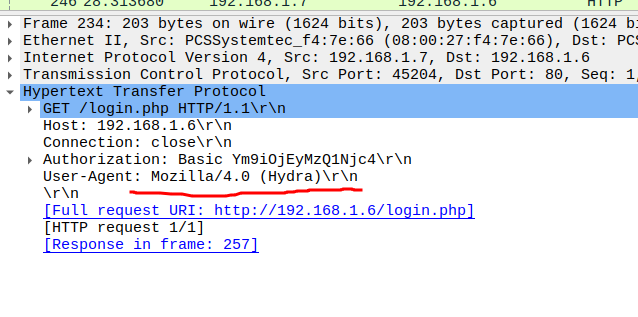 246 28.313680 192.168.1.7 192.168.1.6 HTTP
Frame 234: 203 bytes on wire (1624 bits), 203 bytes captured (1624 bi
Ethernet II, Src: PCSSystemtec_f4:7e:66 (08:00:27:f4:7e:66), Dst: PCS
Internet Protocol Version 4, Src: 192.168.1.7, Dst: 192.168.1.6
Transmission Control Protocol, Src Port: 45204, Dst Port: 80, Seq: 1,
Hypertext Transfer Protocol
GET /login.php HTTP/1.1\r\n
Host: 192.168.1.6\r\n
Connection: close\r\n
Authorization: Basic Ym9iOjEyMzQ1Njc4\r\n
User-Agent: Mozilla/4.0 (Hydra)\r\n
\r\n
[Full request URI: http://192.168.1.6/login.php]
[HTTP request 1/1]
[Response in frame: 257]